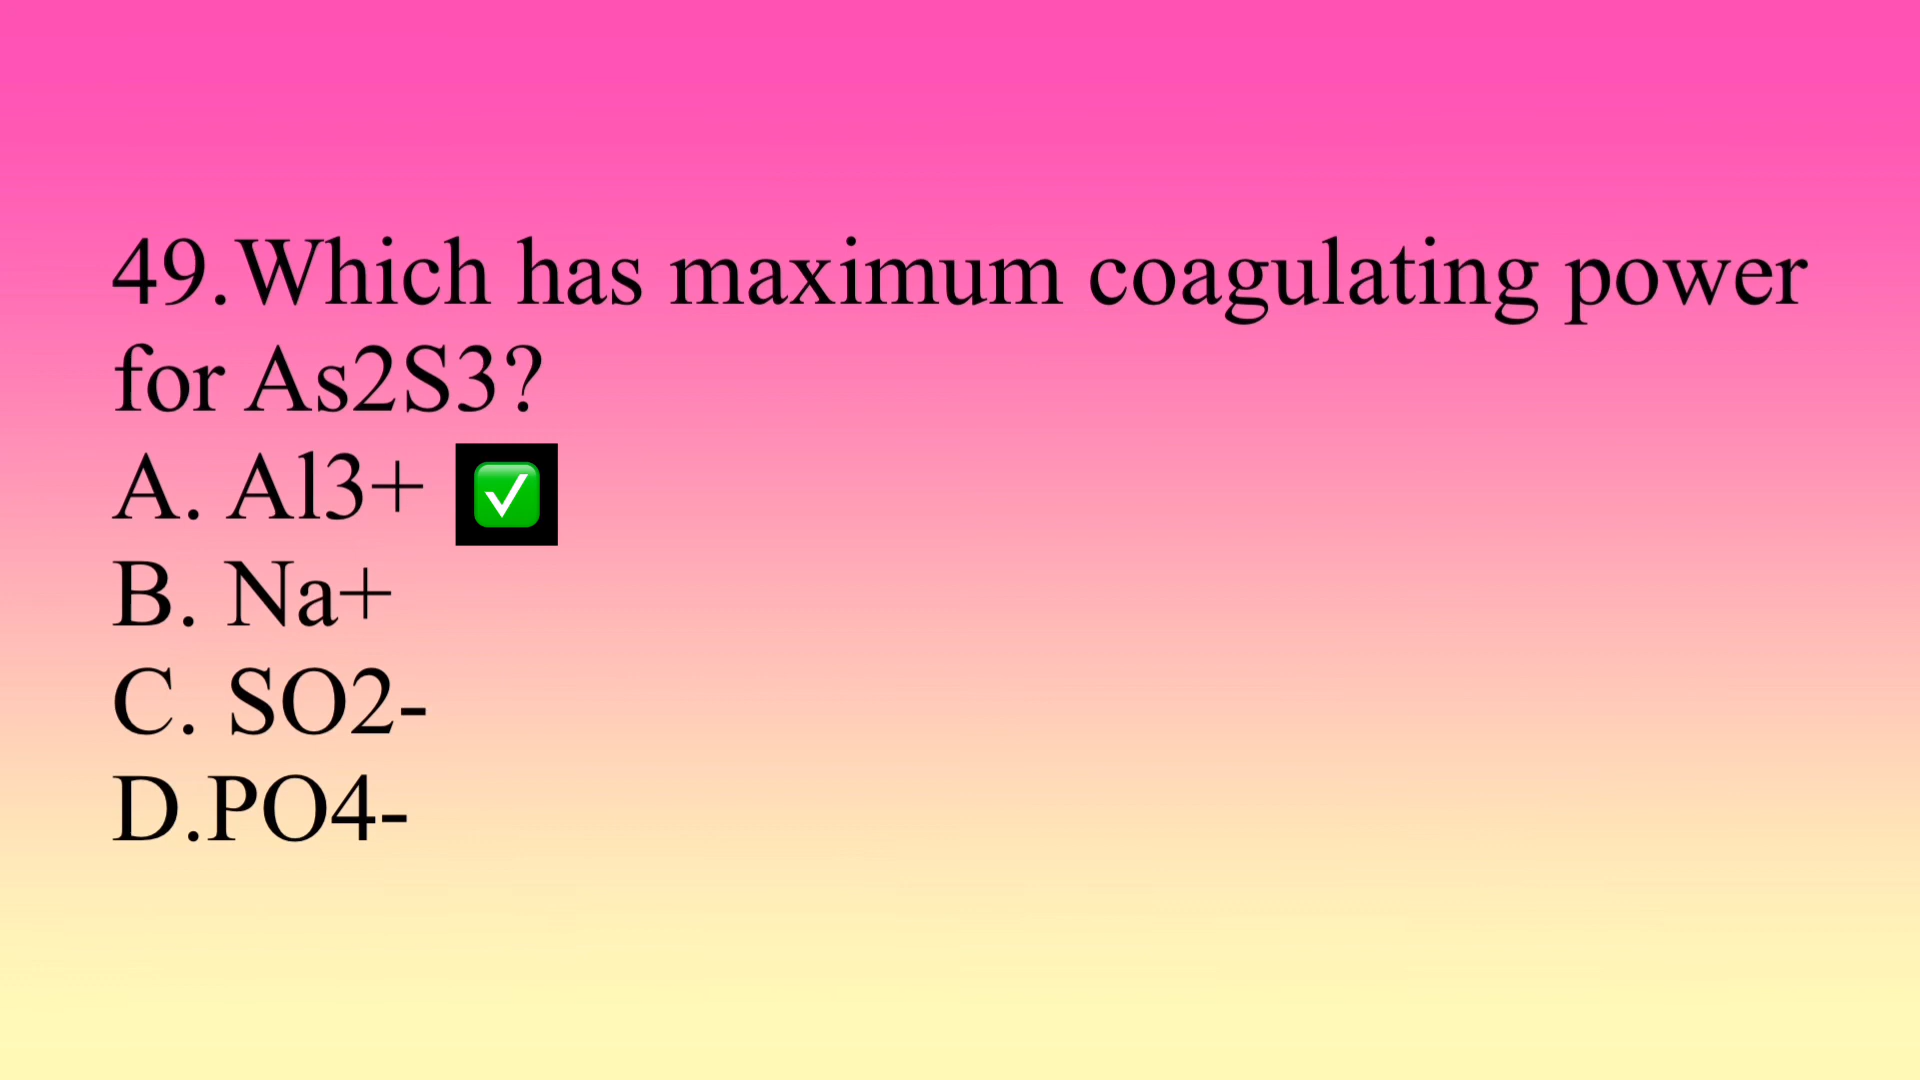 49.Which has maximum coagulating power
for As2S3?
A. Al3+ ✅
B. Na+
C. SO2-
D.PO4-